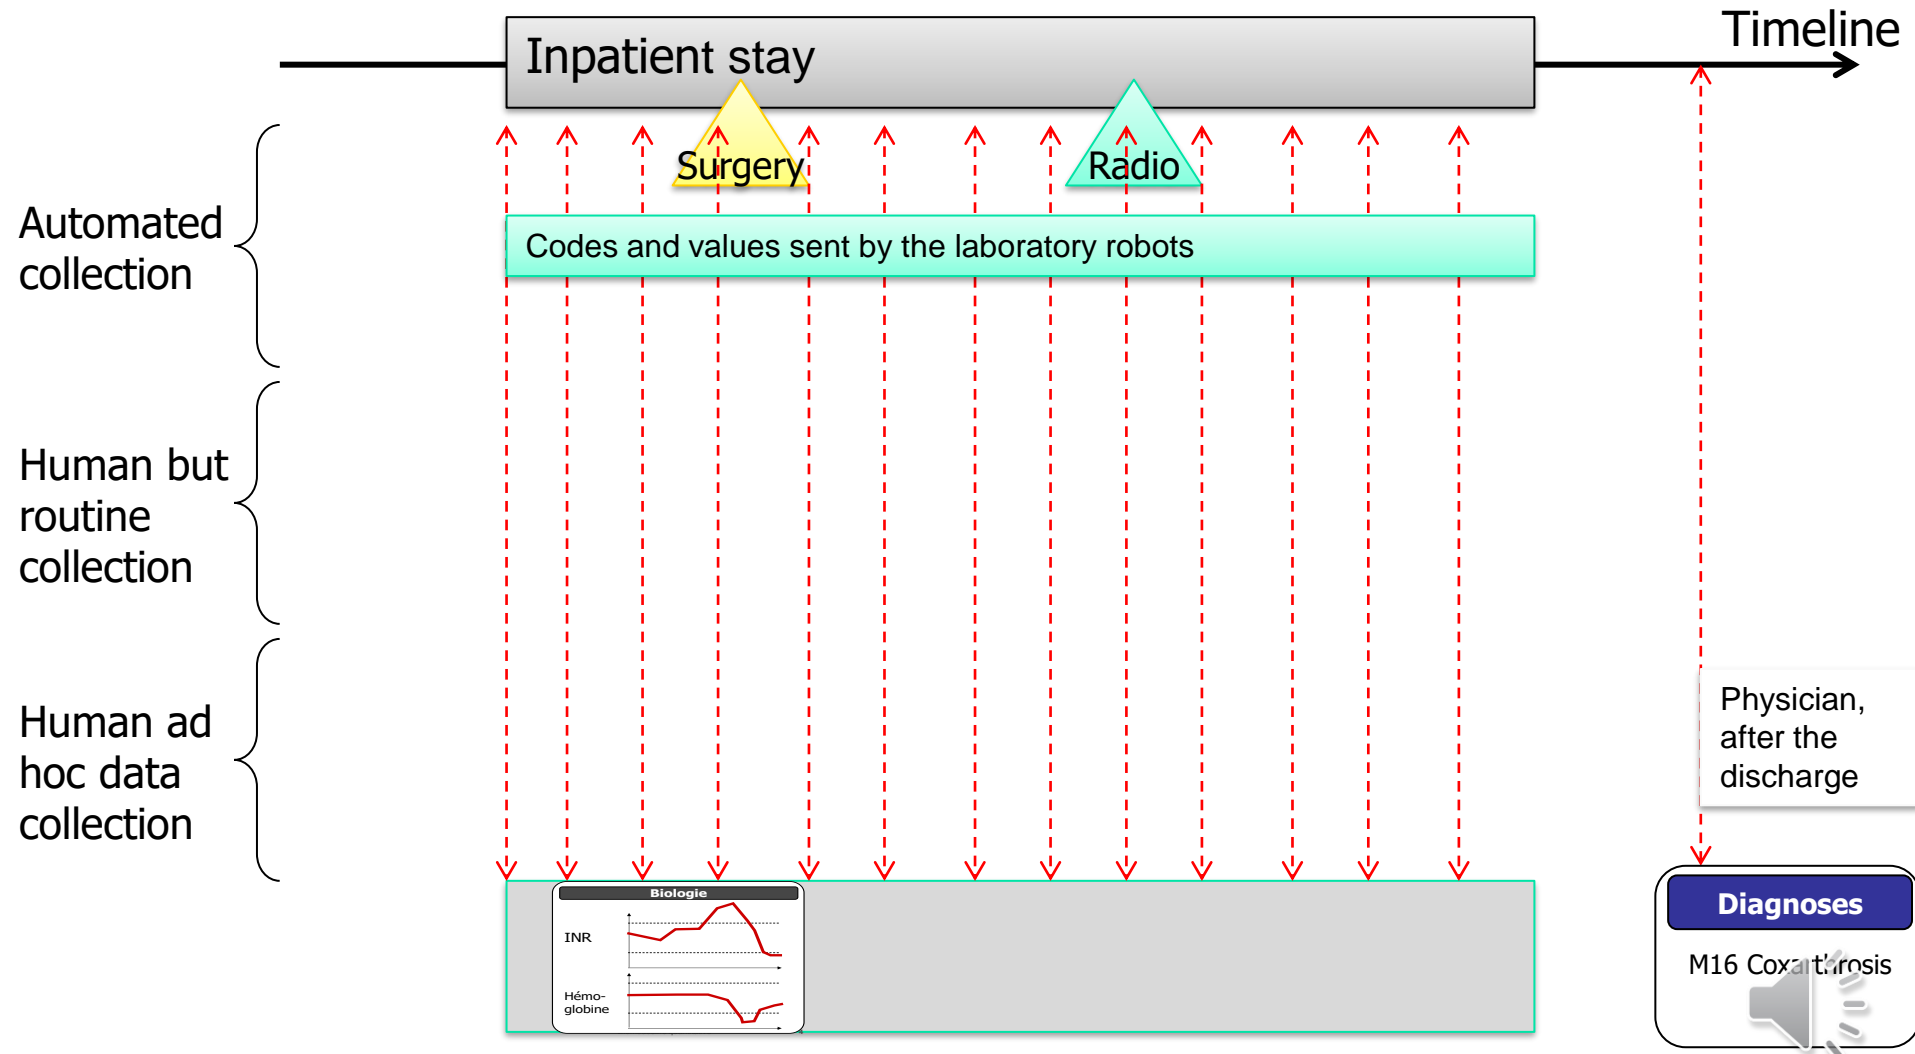 Timeline
Inpatient stay
Surgery
Radio
Automated
collection
Codes and values sent by the laboratory robots
Human but
routine
collection
Human ad
hoc data
collection
Physician,
after the
discharge
Biologie
INR
Hémo-
globine
Diagnoses
M16 Coxarthrosis